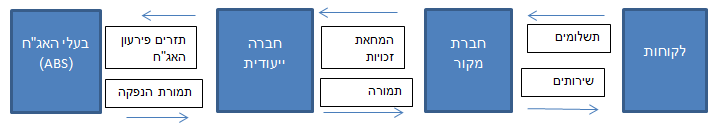 לקוחות
תשלומים
שירותים
חברת
מקור
המחאת
זכויות
תמורה
חברה
ייעודית
תזרים פירעון
האג"ח
תמורת הנפקה
בעלי האג"ח
(ABS)